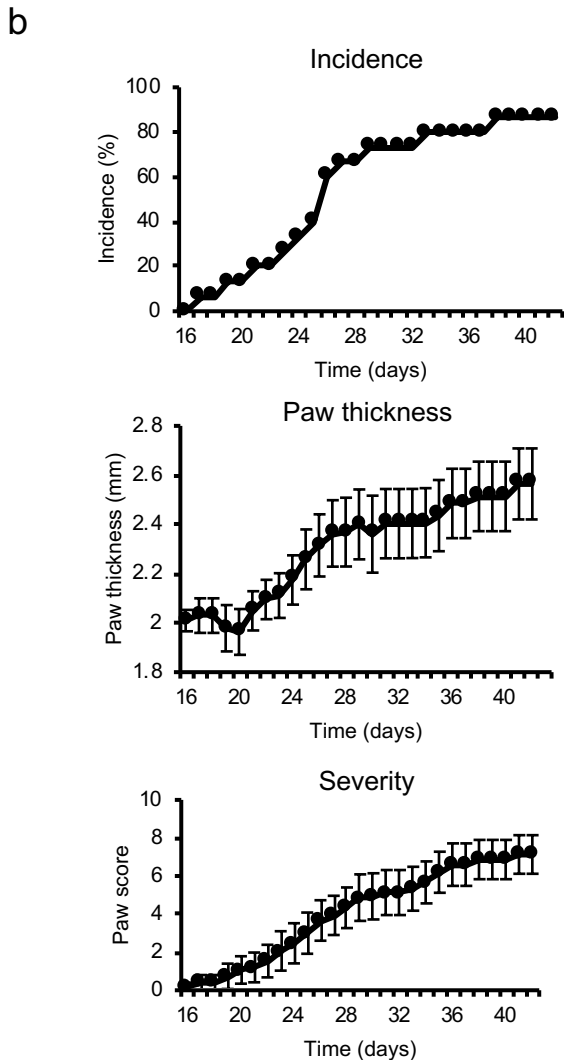 b
Incidence
Incidence (%)
100
80
60
40
20
0
16 20 24 28 32 36 40
Time (days)
Paw thickness
Paw thickness (mm)
2.8
2.6
2.4
2.2
2
1.8
16 20 24 28 32 36 40
Time (days)
Severity
Paw score
10
8
6
4
2
0
16 20 24 28 32 36 40
Time (days)